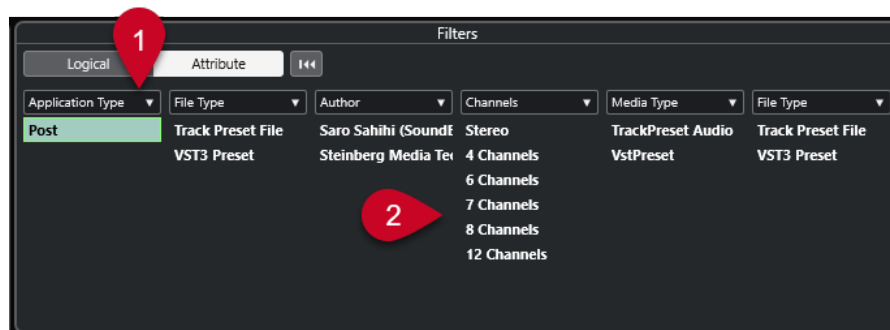 Filters
1
Logical Attribute
Application Type File Type Author Channels Media Type File Type
Post Track Preset File Saro Sahihi (SoundE Stereo TrackPreset Audio Track Preset File
VST3 Preset Steinberg Media Te 4 Channels VstPreset VST3 Preset
6 Channels
7 Channels
2
8 Channels
12 Channels